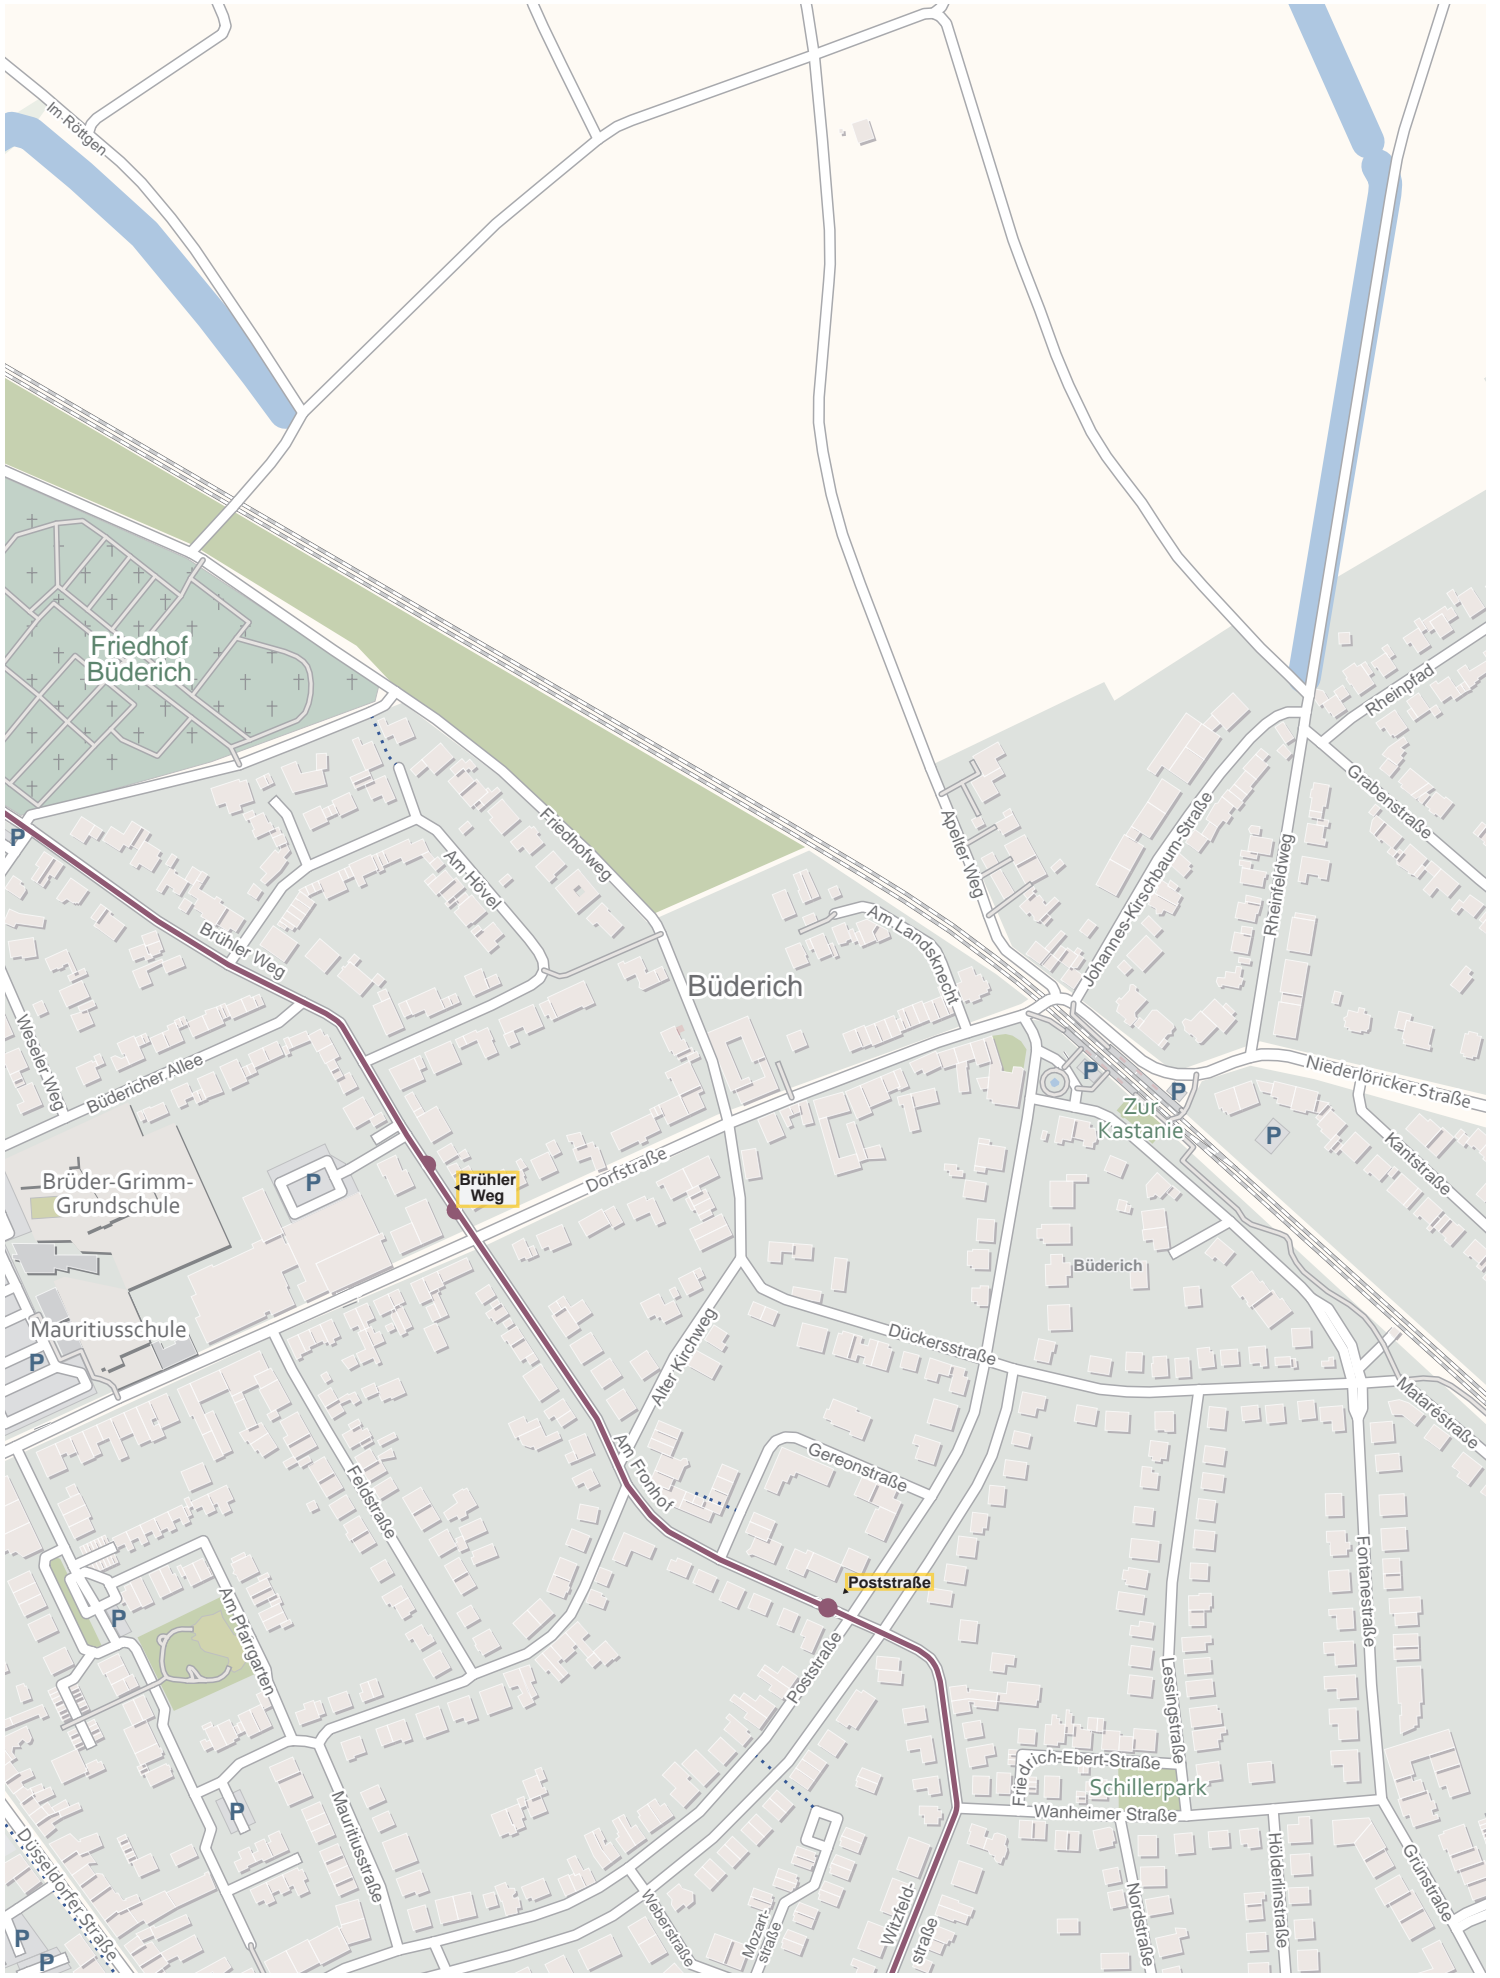 Im Röttgen
Friedhof
Büderich
Rheinpfad
Grabenstraße
Johannes-Kirschbaum-Straße
Rheinfeldweg
Apelter Weg
P
Friedhofweg
Am Hövel
Am Landsknecht
Brühler Weg
Büderich
Weseler Weg
Büdericher Allee
P
P
Niederlöricker Straße
Zur
Kastanie
P
Kantstraße
Dorfstraße
Brüder-Grimm-
Grundschule
P
Brühler
Weg
Büderich
Mauritiusschule
P
Alter Kirchweg
Dückersstraße
Mataréstraße
Am Fronhof
Gereonstraße
Feldstraße
Fontanestraße
Poststraße
P
Am Pfarrgarten
Poststraße
Lessingstraße
Friedrich-Ebert-Straße
Schillerpark
Wanheimer Straße
P
Mauritiusstraße
Düsseldorfer Straße
Hölderlinstraße
Grünstraße
Nordstraße
Witzfeld-
straße
Weberstraße
Mozart-
straße
P
P